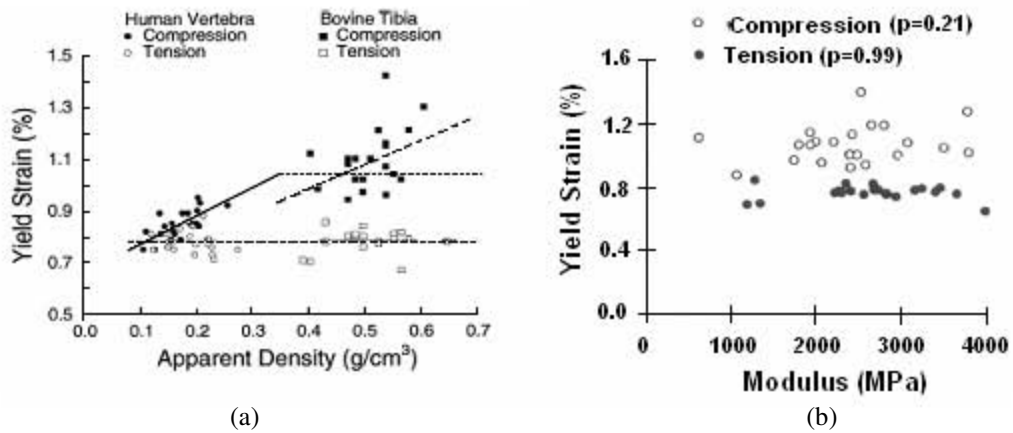 Human Vertebra
Compression
Tension
Bovine Tibia
Compression
Tension
1.5
1.3
1.1
0.9
0.7
0.5
Yield Strain (%)
0.0 0.1 0.2 0.3 0.4 0.5 0.6 0.7
Apparent Density (g/cm³)
(a)
Compression (p=0.21)
Tension (p=0.99)
1.6
1.2
0.8
0.4
0.0
Yield Strain (%)
0 1000 2000 3000 4000
Modulus (MPa)
(b)